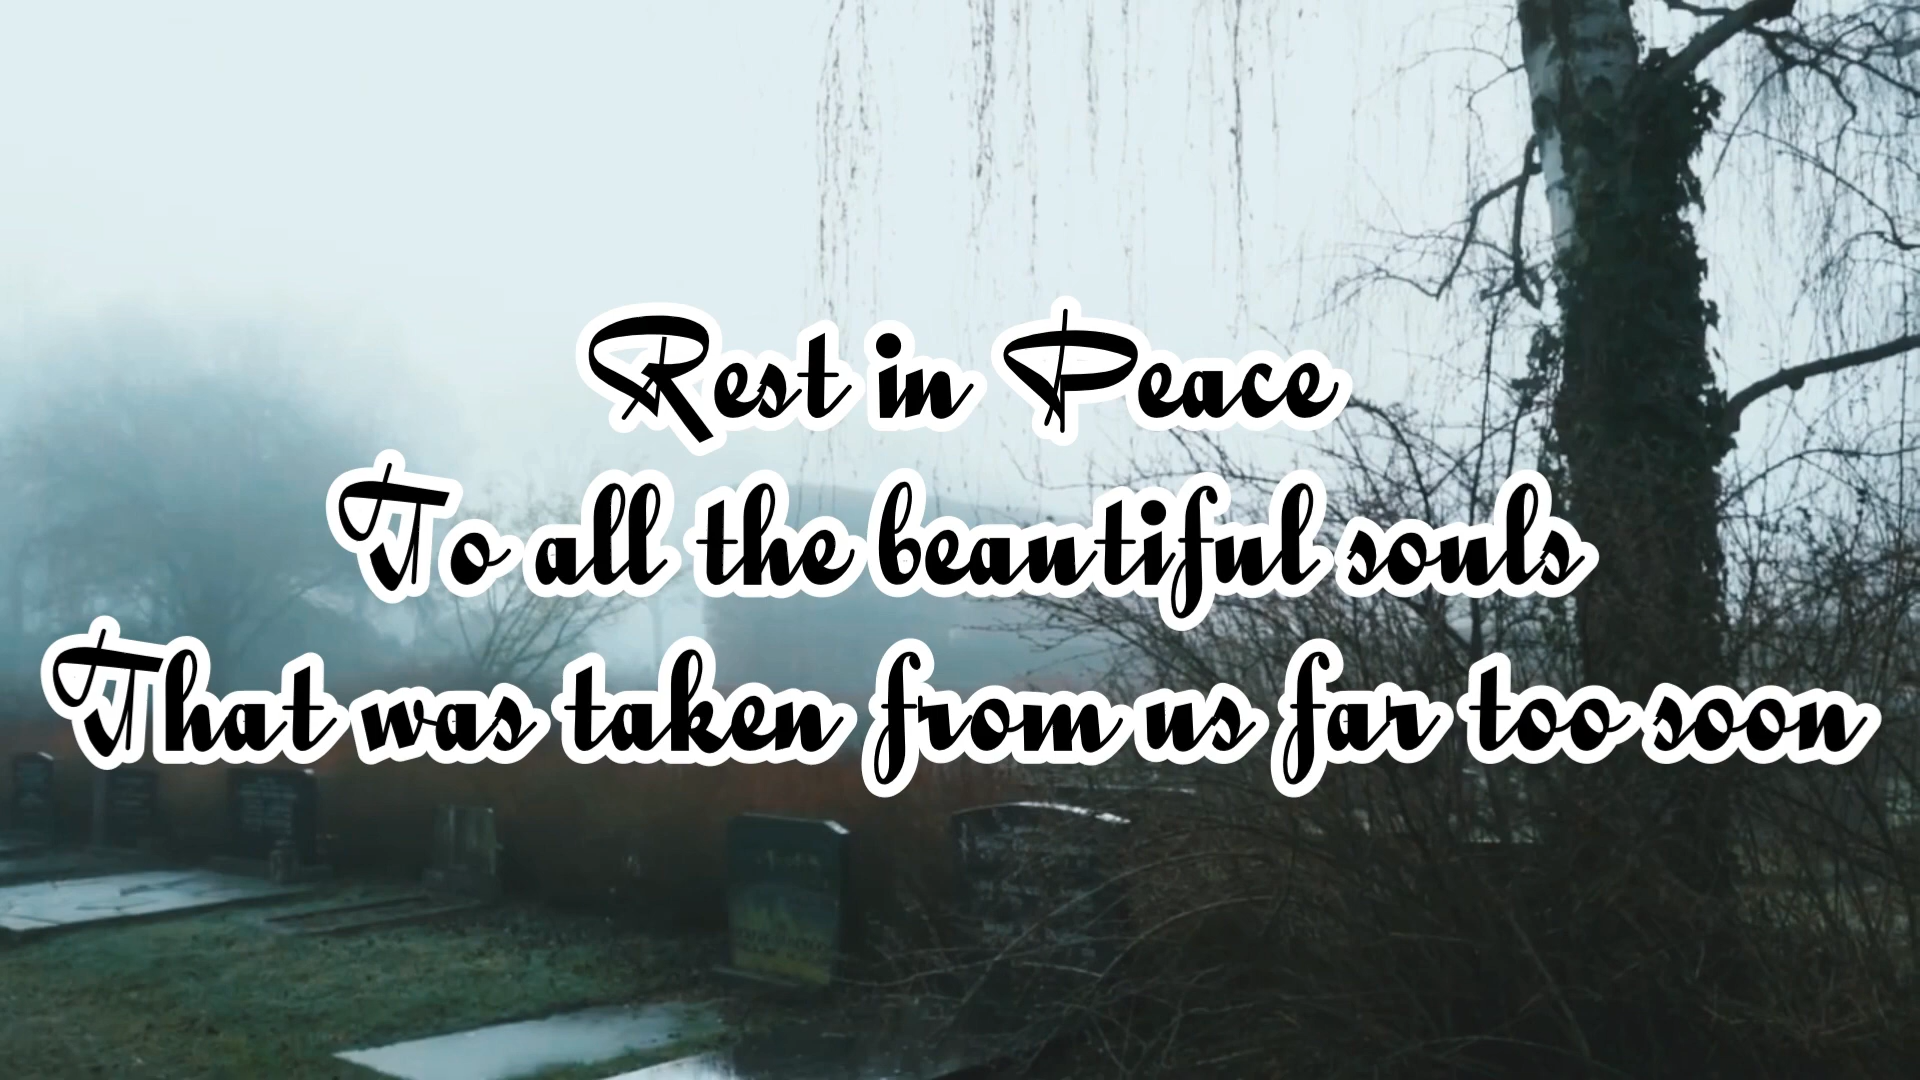 Rest in Peace
To all the beautiful souls
That was taken from us far too soon